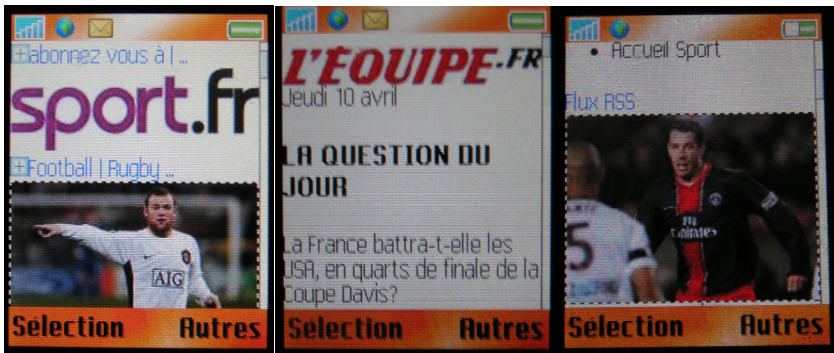 abonnez vous à | ...
sport.fr
Football | Rugby ...
AIG
Sélection Autres
L'ÉQUIPE.FR
Jeudi 10 avril
LA QUESTION DU
JOUR
La France battra-t-elle les
USA, en quarts de finale de la
Coupe Davis?
Sélection Autres
• Accueil Sport
Flux RSS
5
Fly
Emirates
Sélection Autres